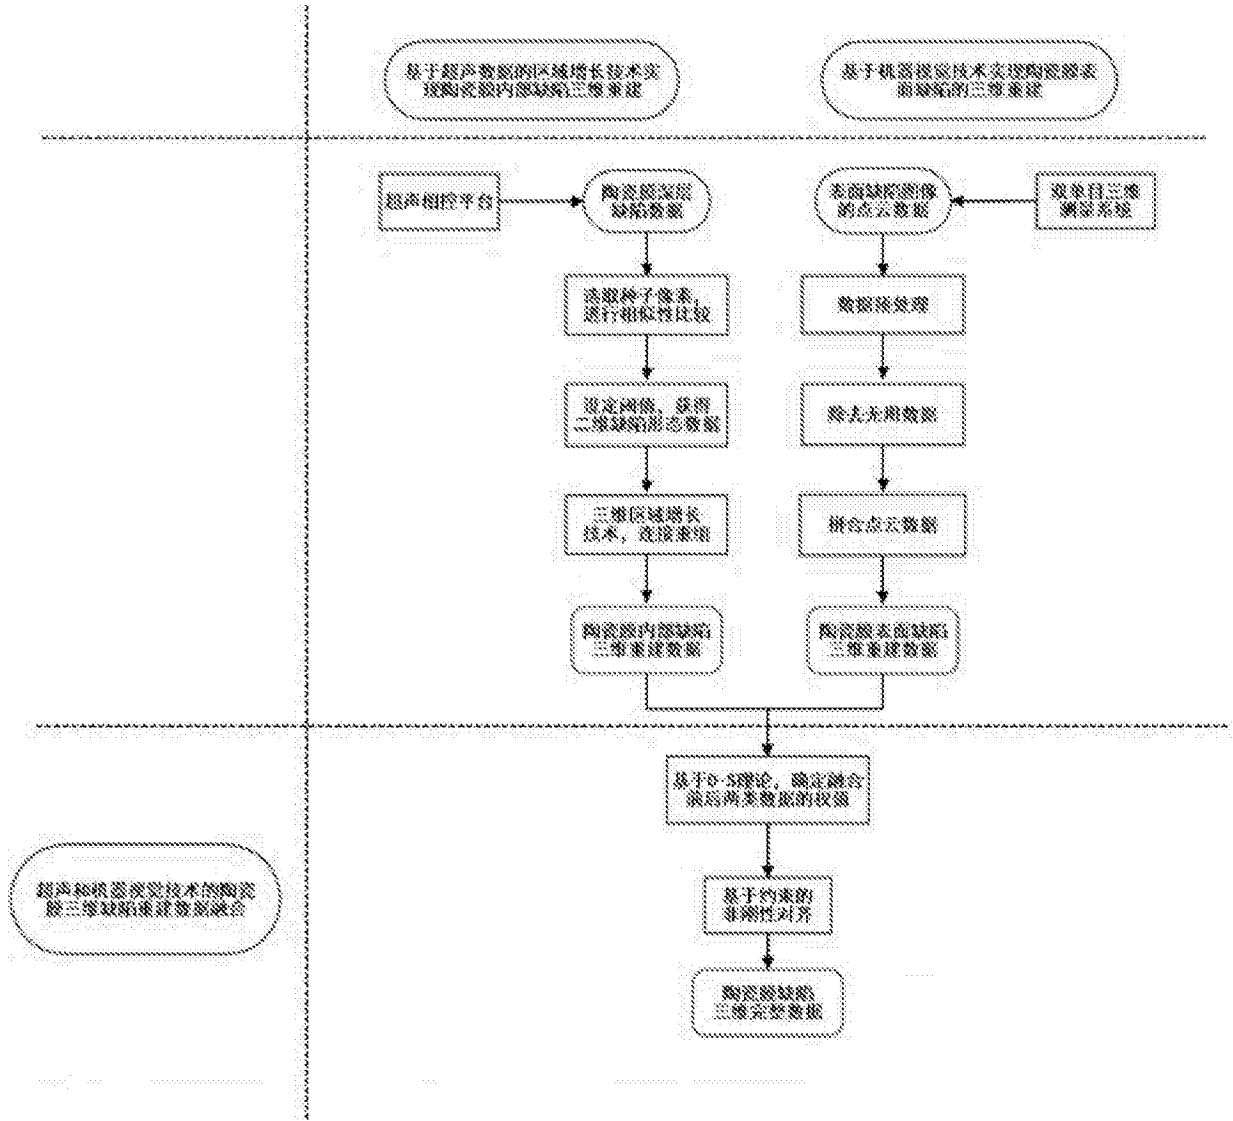 基于超声数据的区域增长技术实
现陶瓷膜内部缺陷三维重建
基于机器视觉技术实现陶瓷膜表
面缺陷的三维重建
超声相控平台
陶瓷膜深层
缺陷数据
表面缺陷图像
的点云数据
双单目三维
测量系统
选取种子像素,
进行相似性比较
数据预处理
设定阈值, 获得
二维缺陷形态数据
除去无用数据
三维区域增长
技术, 连接重组
拼合点云数据
陶瓷膜内部缺陷
三维重建数据
陶瓷膜表面缺陷
三维重建数据
基于D-S理论, 确定融合
前后两类数据的权值
超声和机器视觉技术的陶瓷
膜三维缺陷重建数据融合
基于约束的
非刚性对齐
陶瓷膜缺陷
三维完整数据